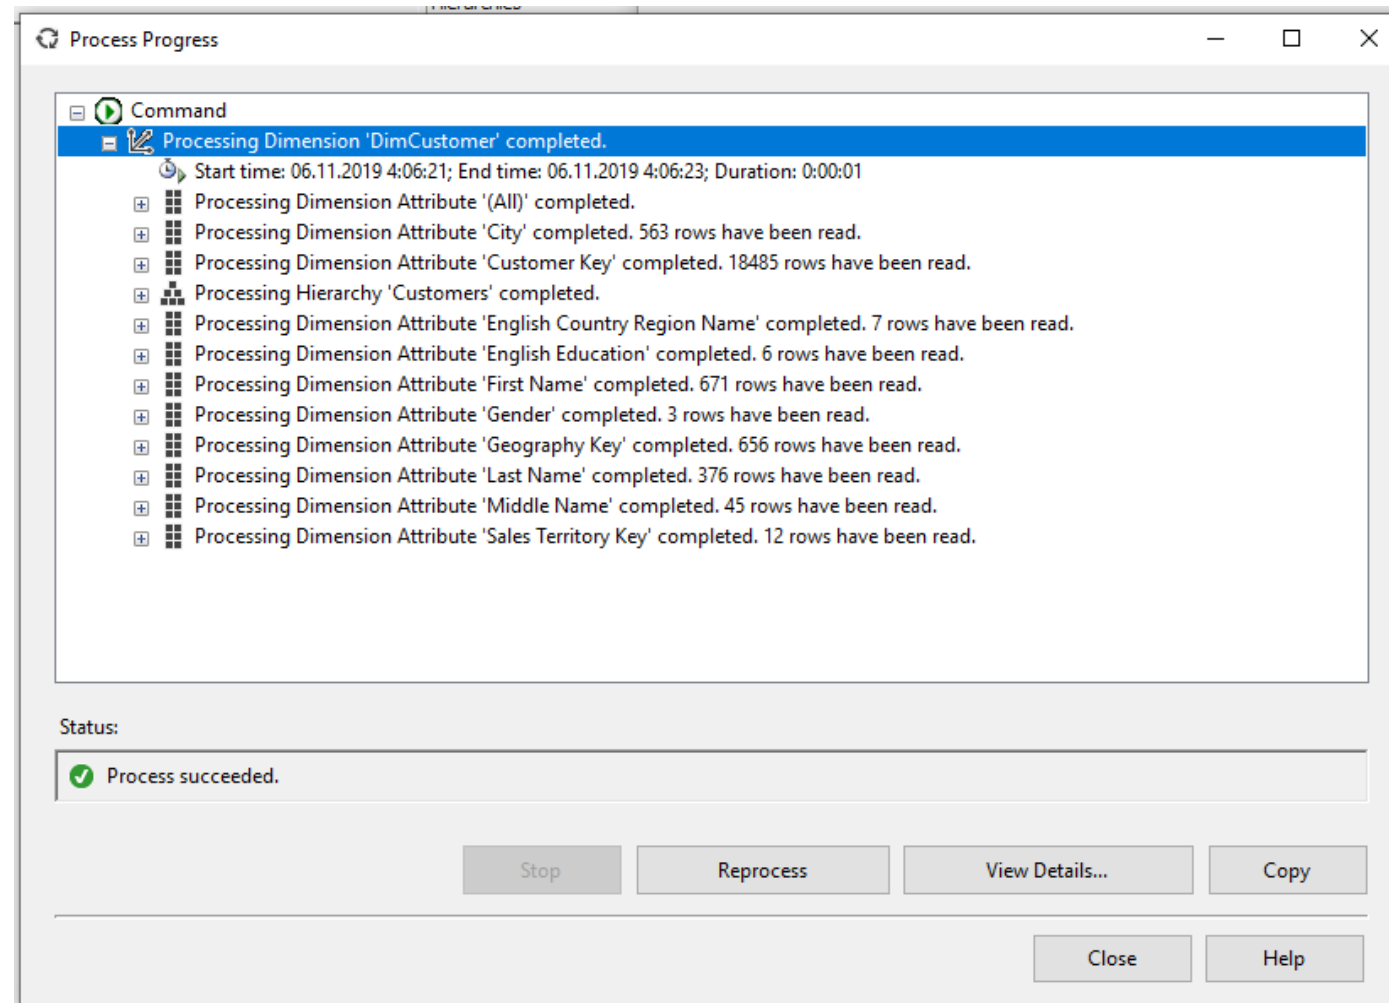 Hierarchies
Process Progress
Command
Processing Dimension 'DimCustomer' completed.
Start time: 06.11.2019 4:06:21; End time: 06.11.2019 4:06:23; Duration: 0:00:01
Processing Dimension Attribute '(All)' completed.
Processing Dimension Attribute 'City' completed. 563 rows have been read.
Processing Dimension Attribute 'Customer Key' completed. 18485 rows have been read.
Processing Hierarchy 'Customers' completed.
Processing Dimension Attribute 'English Country Region Name' completed. 7 rows have been read.
Processing Dimension Attribute 'English Education' completed. 6 rows have been read.
Processing Dimension Attribute 'First Name' completed. 671 rows have been read.
Processing Dimension Attribute 'Gender' completed. 3 rows have been read.
Processing Dimension Attribute 'Geography Key' completed. 656 rows have been read.
Processing Dimension Attribute 'Last Name' completed. 376 rows have been read.
Processing Dimension Attribute 'Middle Name' completed. 45 rows have been read.
Processing Dimension Attribute 'Sales Territory Key' completed. 12 rows have been read.
Status:
Process succeeded.
Stop
Reprocess
View Details...
Copy
Close
Help